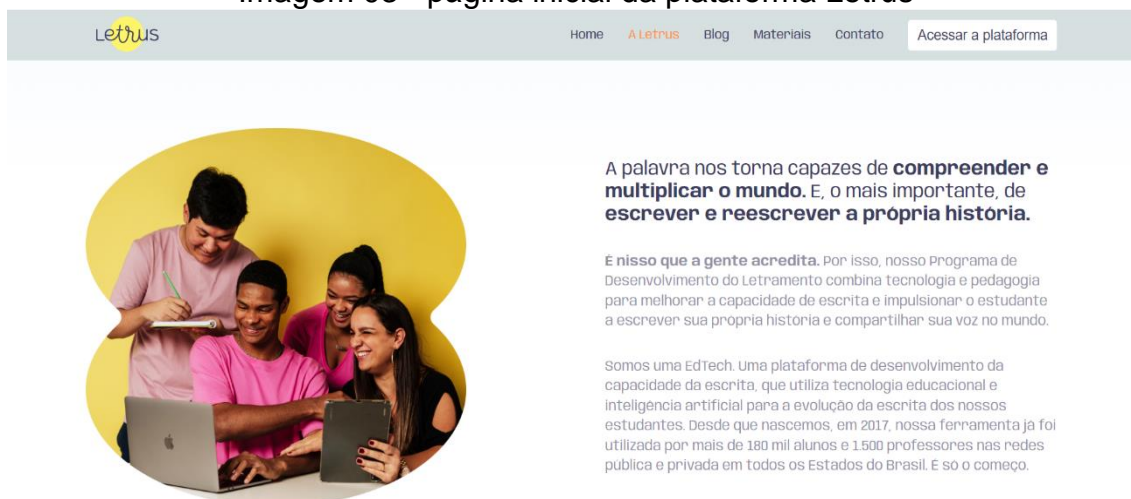 Imagem 03 - página inicial da plataforma Letrus
Letrus
Home A Letrus Blog Materiais Contato Acessar a plataforma
A palavra nos torna capazes de compreender e
multiplicar o mundo. E, o mais importante, de
escrever e reescrever a própria história.
É nisso que a gente acredita. Por isso, nosso Programa de
Desenvolvimento do Letramento combina tecnologia e pedagogia
para melhorar a capacidade de escrita e impulsionar o estudante
a escrever sua própria história e compartilhar sua voz no mundo.
Somos uma EdTech. Uma plataforma de desenvolvimento da
capacidade da escrita, que utiliza tecnologia educacional e
inteligência artificial para a evolução da escrita dos nossos
estudantes. Desde que nascemos, em 2017, nossa ferramenta já foi
utilizada por mais de 180 mil alunos e 1.500 professores nas redes
pública e privada em todos os Estados do Brasil. É só o começo.